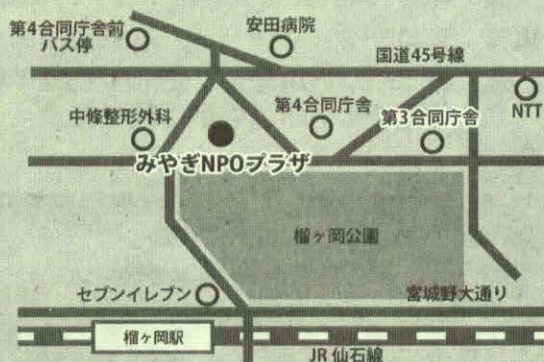 第4合同庁舎前
バス停
安田病院
国道45号線
中條整形外科
第4合同庁舎
第3合同庁舎
NTT
みやぎNPOプラザ
榴ヶ岡公園
セブンイレブン
宮城野大通り
榴ヶ岡駅
JR 仙石線